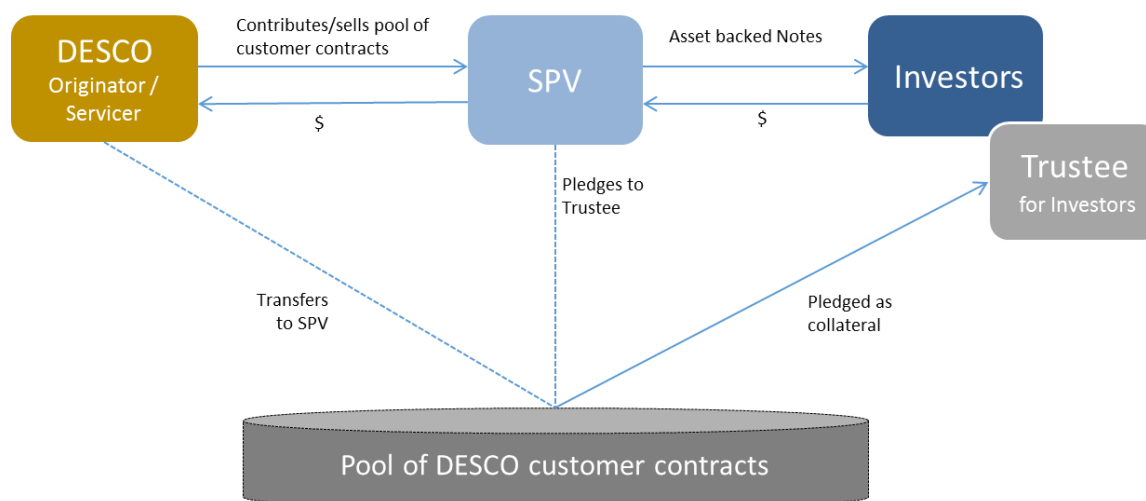 DESCO
Originator /
Servicer
Contributes/sells pool of
customer contracts
$
SPV
Asset backed Notes
$
Investors
Trustee
for Investors
Pledges to
Trustee
Transfers
to SPV
Pledged as
collateral
Pool of DESCO customer contracts